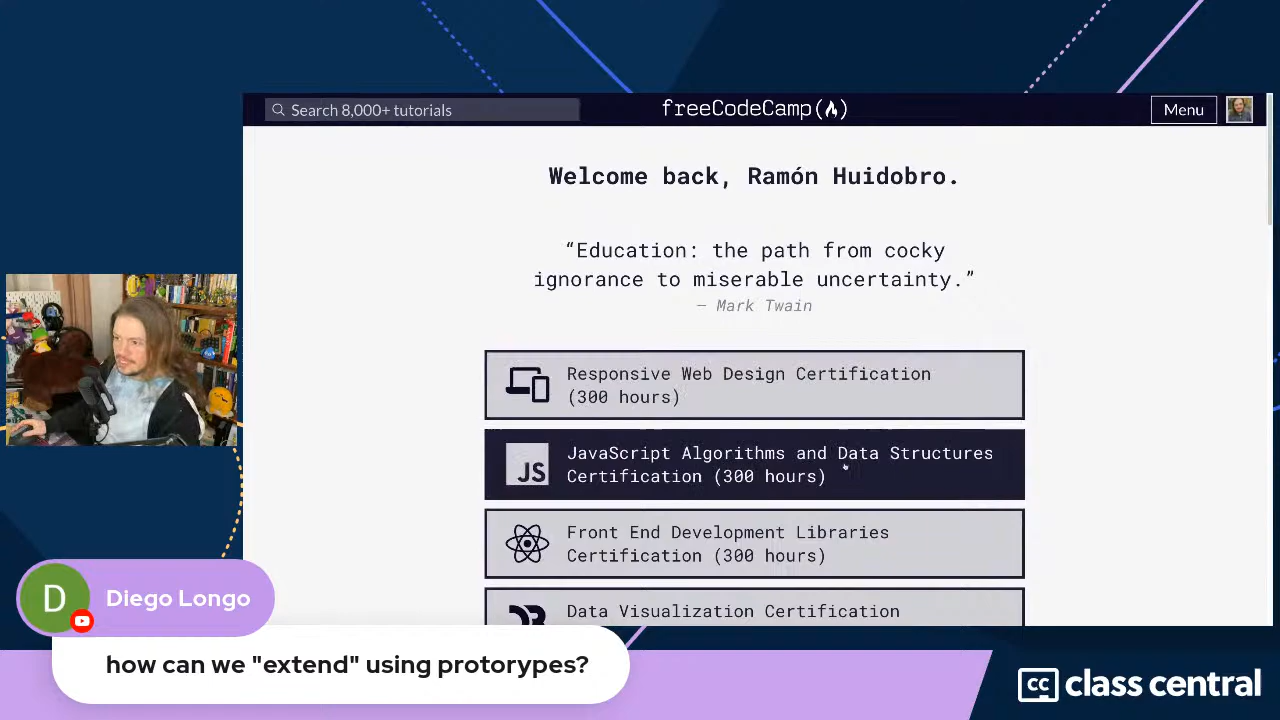 Search 8,000+ tutorials
freeCodeCamp
Menu
Welcome back, Ramón Huidobro.
“Education: the path from cocky
ignorance to miserable uncertainty.”
— Mark Twain
Responsive Web Design Certification
(300 hours)
JS
JavaScript Algorithms and Data Structures
Certification (300 hours)
Front End Development Libraries
Certification (300 hours)
Data Visualization Certification
D
Diego Longo
how can we "extend" using protorypes?
cc class central